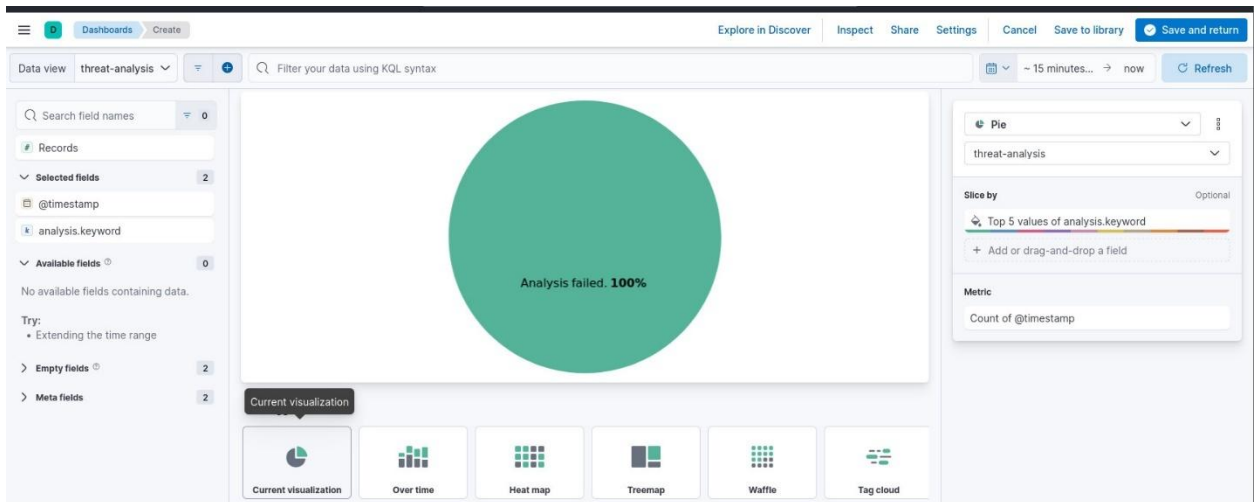 D Dashboards Create
Explore in Discover Inspect Share Settings Cancel Save to library Save and return
Data view threat-analysis
Filter your data using KQL syntax
~ 15 minutes... → now
Refresh
Search field names 0
# Records
Selected fields 2
@timestamp
k analysis.keyword
Available fields 0
No available fields containing data.
Try:
• Extending the time range
Empty fields 2
Meta fields 2
Analysis failed. 100%
Current visualization
Current visualization Over time Heat map Treemap Waffle Tag cloud
Pie
threat-analysis
Slice by Optional
Top 5 values of analysis.keyword
+ Add or drag-and-drop a field
Metric
Count of @timestamp